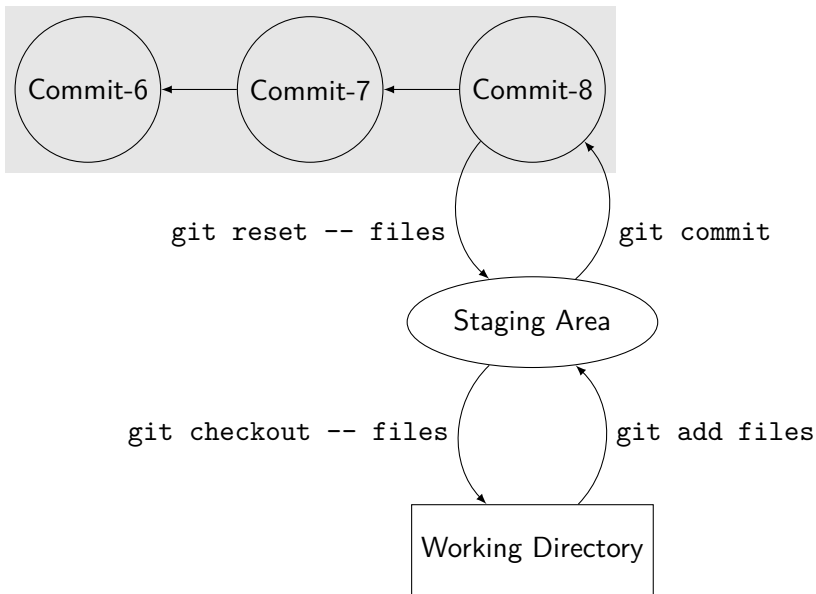 Commit-6 Commit-7 Commit-8
git reset -- files git commit
Staging Area
git checkout -- files git add files
Working Directory